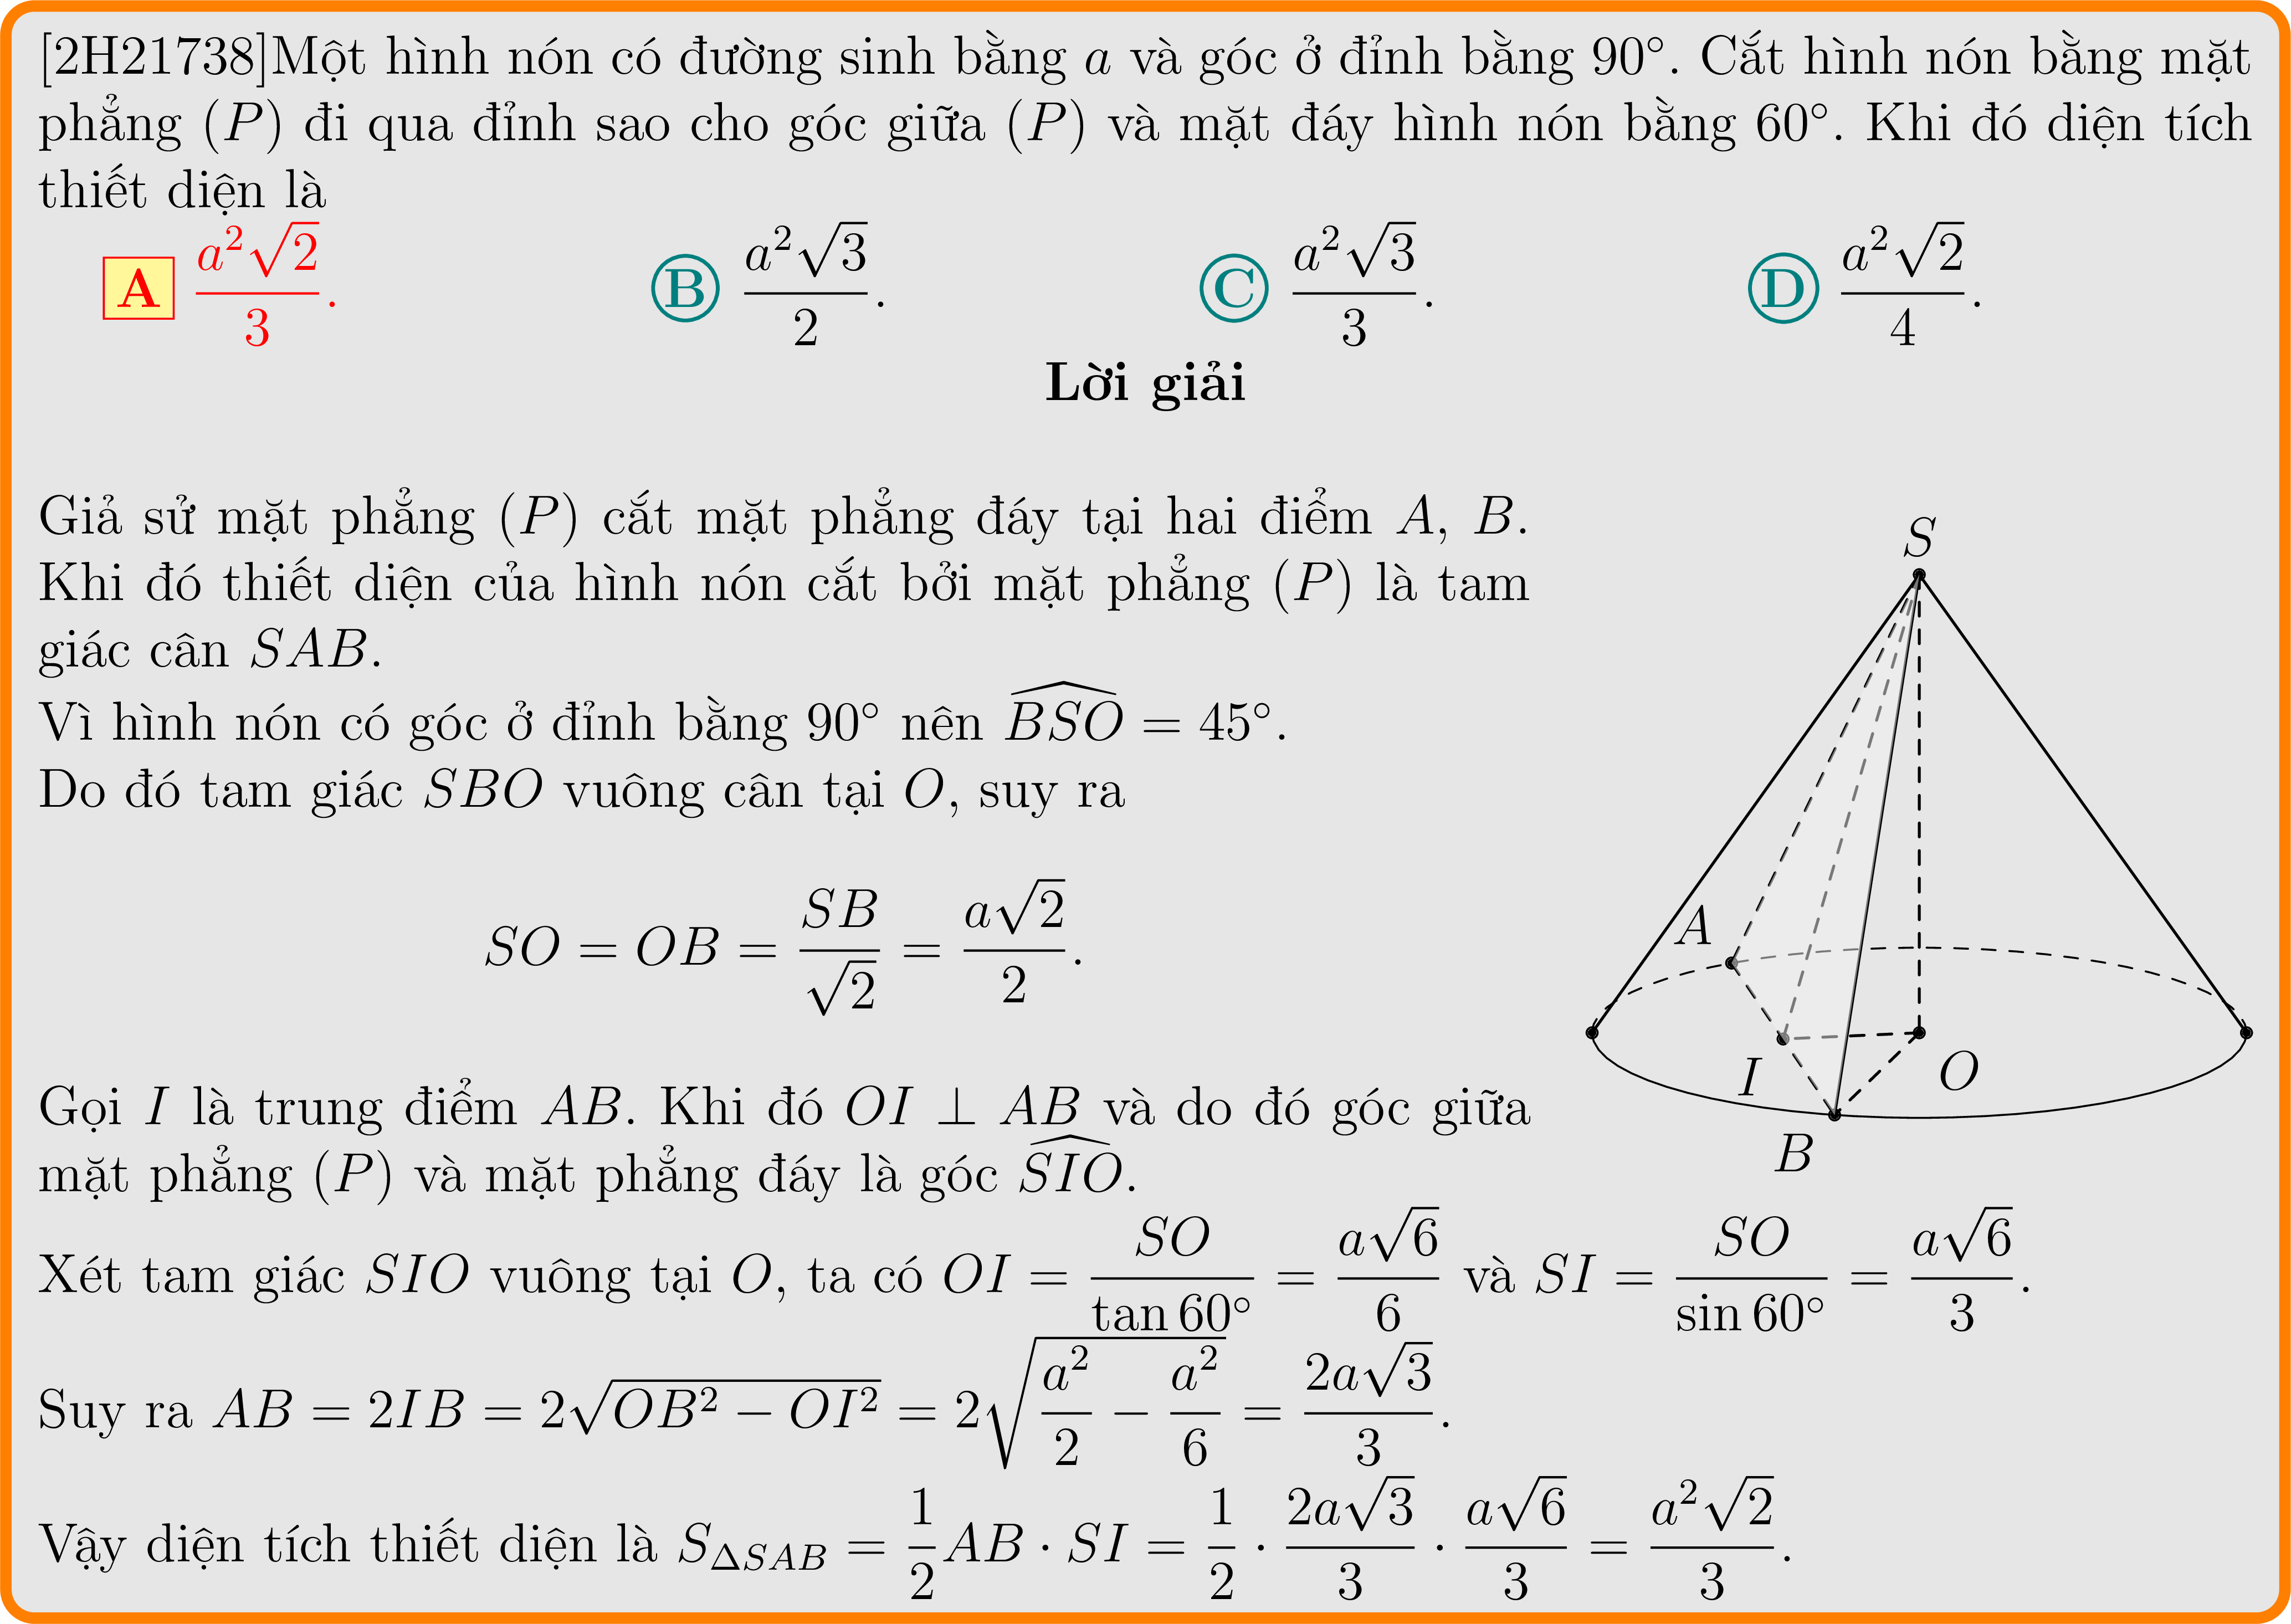 [2H21738]Một hình nón có đường sinh bằng a và góc ở đỉnh bằng 90°. Cắt hình nón bằng mặt
phẳng (P) đi qua đỉnh sao cho góc giữa (P) và mặt đáy hình nón bằng 60°. Khi đó diện tích
thiết diện là
A $\frac{a^2\sqrt{2}}{3}$. B $\frac{a^2\sqrt{3}}{2}$. C $\frac{a^2\sqrt{3}}{3}$. D $\frac{a^2\sqrt{2}}{4}$.
Lời giải
Giả sử mặt phẳng (P) cắt mặt phẳng đáy tại hai điểm A, B.
Khi đó thiết diện của hình nón cắt bởi mặt phẳng (P) là tam
giác cân SAB.
Vì hình nón có góc ở đỉnh bằng 90° nên $\widehat{BSO} = 45°$.
Do đó tam giác SBO vuông cân tại O, suy ra
$SO = OB = \frac{SB}{\sqrt{2}} = \frac{a\sqrt{2}}{2}$.
Gọi I là trung điểm AB. Khi đó OI ⊥ AB và do đó góc giữa
mặt phẳng (P) và mặt phẳng đáy là góc $\widehat{SIO}$.
S
A
I
O
B
Xét tam giác SIO vuông tại O, ta có $OI = \frac{SO}{\tan 60°} = \frac{a\sqrt{6}}{6}$ và $SI = \frac{SO}{\sin 60°} = \frac{a\sqrt{6}}{3}$.
Suy ra $AB = 2IB = 2\sqrt{OB^2 - OI^2} = 2\sqrt{\frac{a^2}{2} - \frac{a^2}{6}} = \frac{2a\sqrt{3}}{3}$.
Vậy diện tích thiết diện là $S_{\Delta SAB} = \frac{1}{2}AB \cdot SI = \frac{1}{2} \cdot \frac{2a\sqrt{3}}{3} \cdot \frac{a\sqrt{6}}{3} = \frac{a^2\sqrt{2}}{3}$.